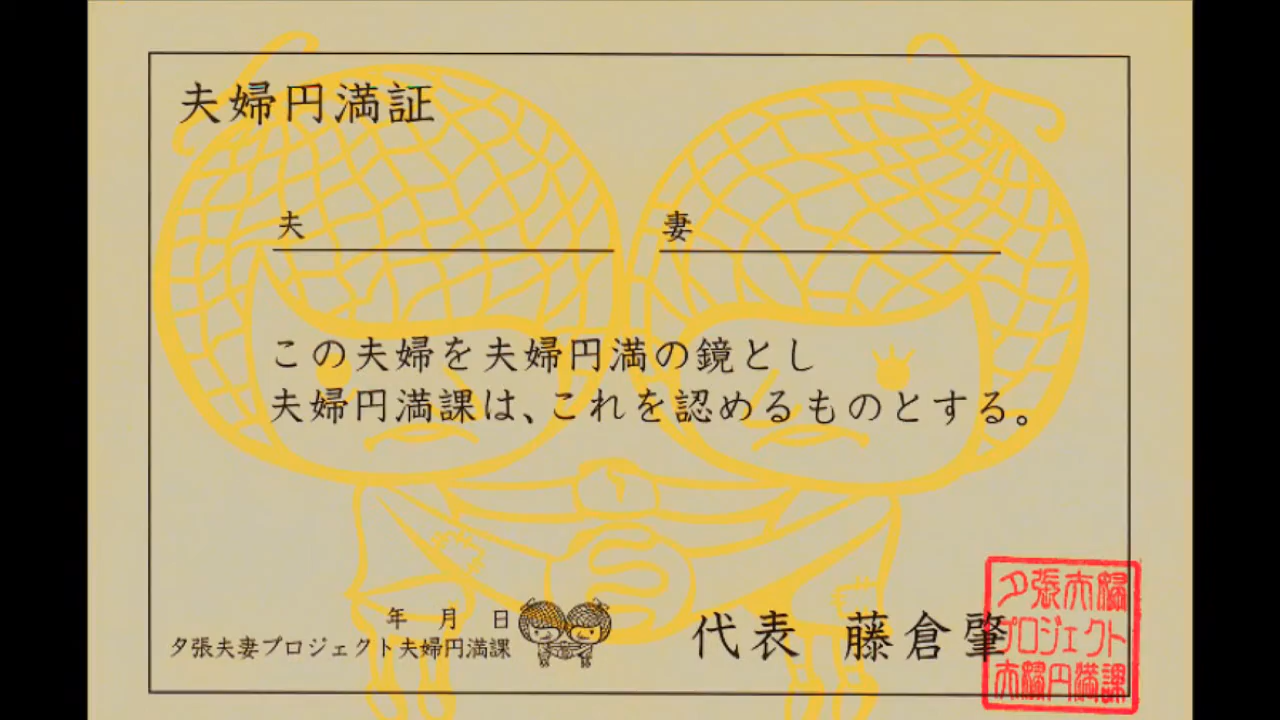 夫婦円満証
夫 妻
この夫婦を夫婦円満の鏡とし
夫婦円満課は、これを認めるものとする。
年 月 日
夕張夫妻プロジェクト夫婦円満課
代表 藤倉肇
夕張夫婦
プロジェクト
夫婦円満課